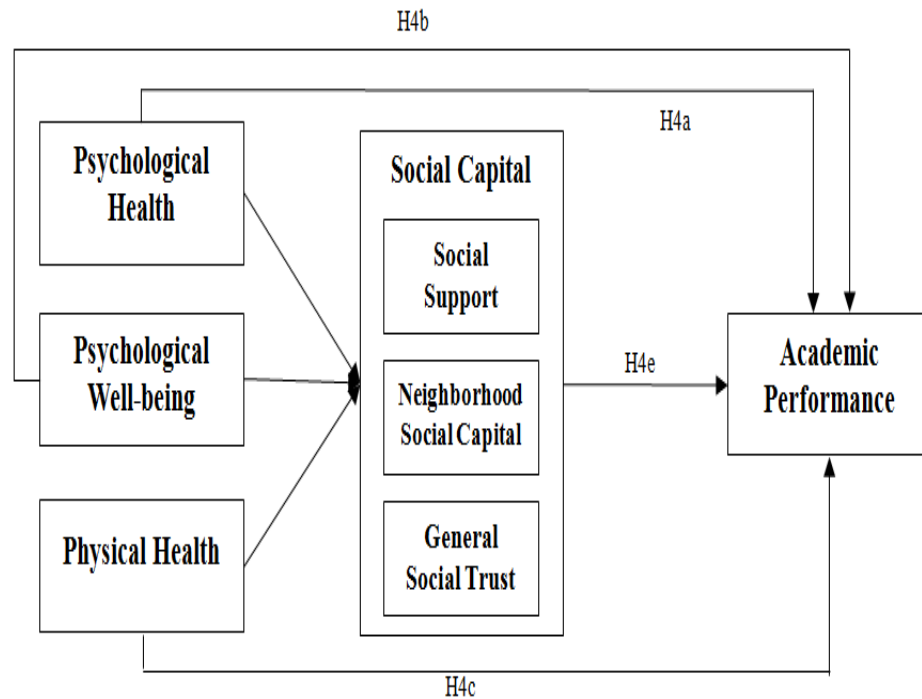 H4b
H4a
Psychological
Health
Social Capital
Social
Support
Psychological
Well-being
Neighborhood
Social Capital
H4e
Academic
Performance
Physical Health
General
Social Trust
H4c